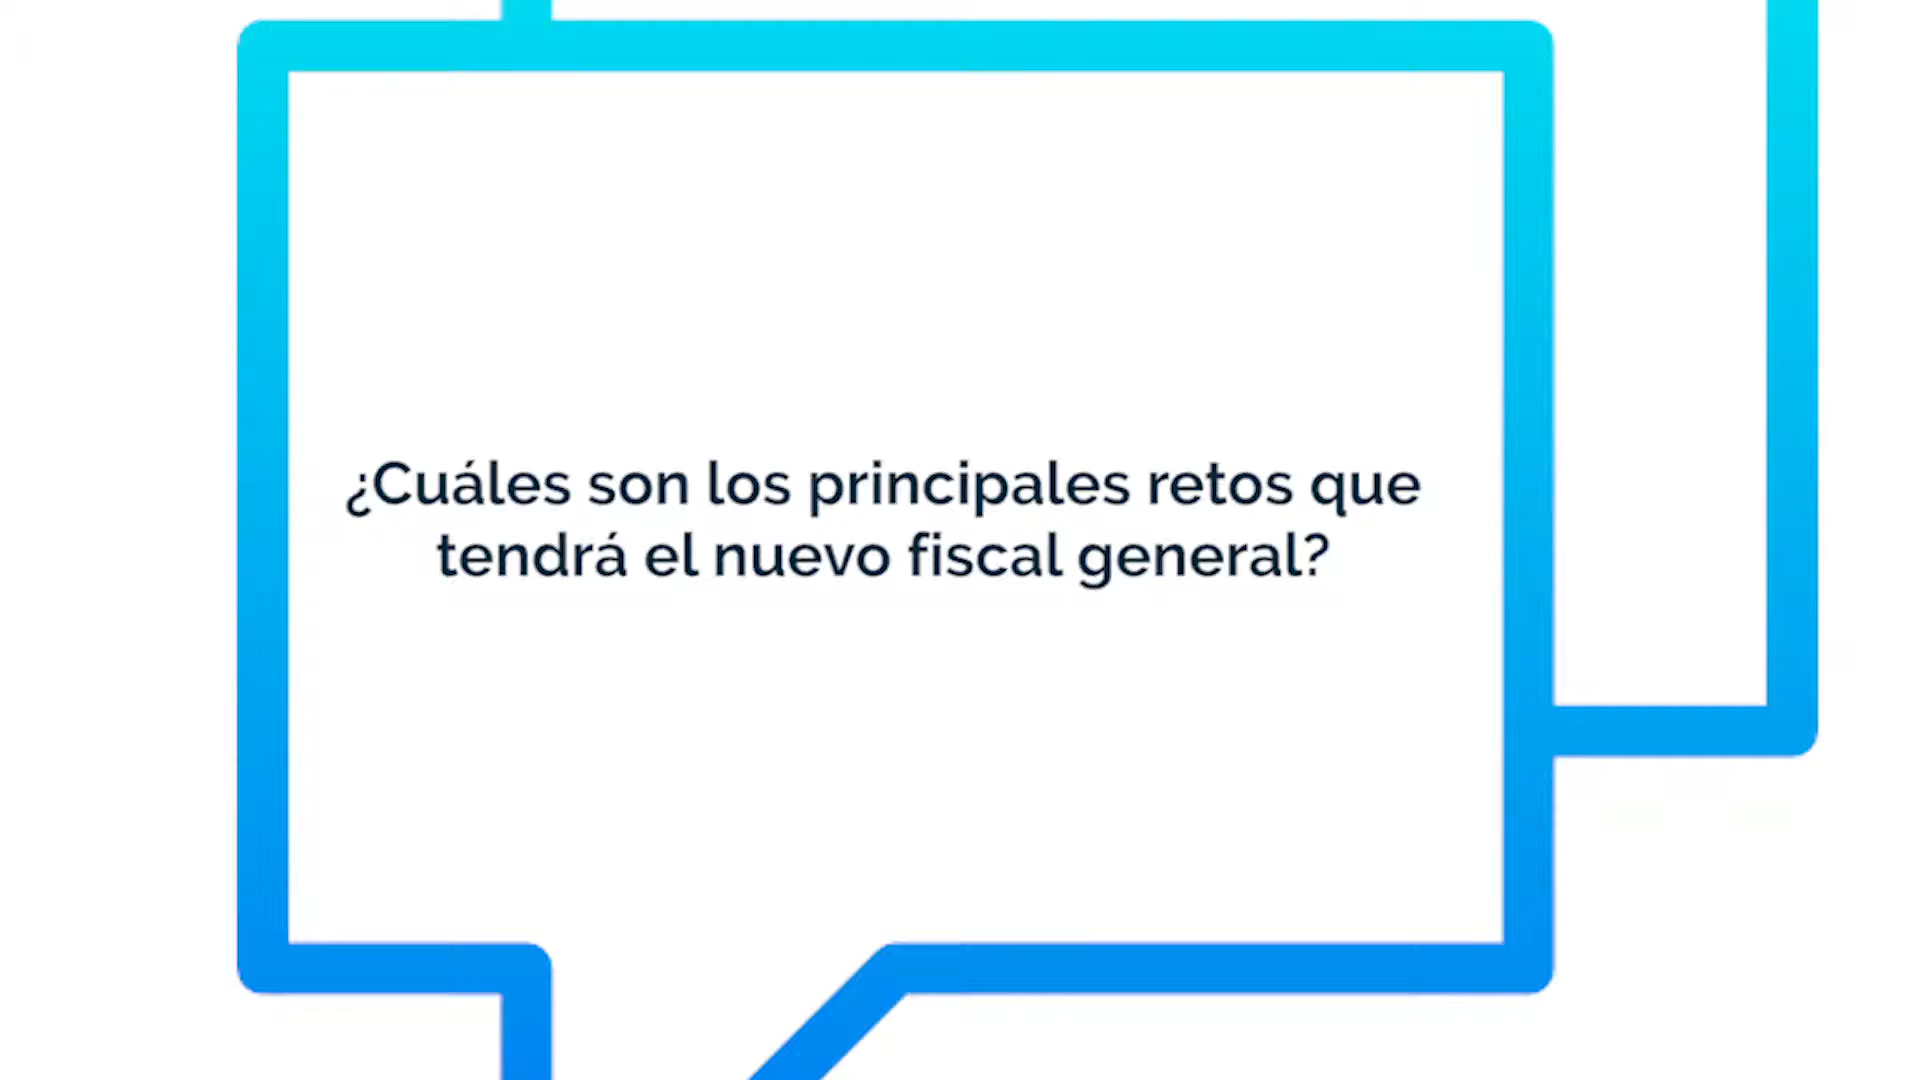 ¿Cuáles son los principales retos que
tendrá el nuevo fiscal general?